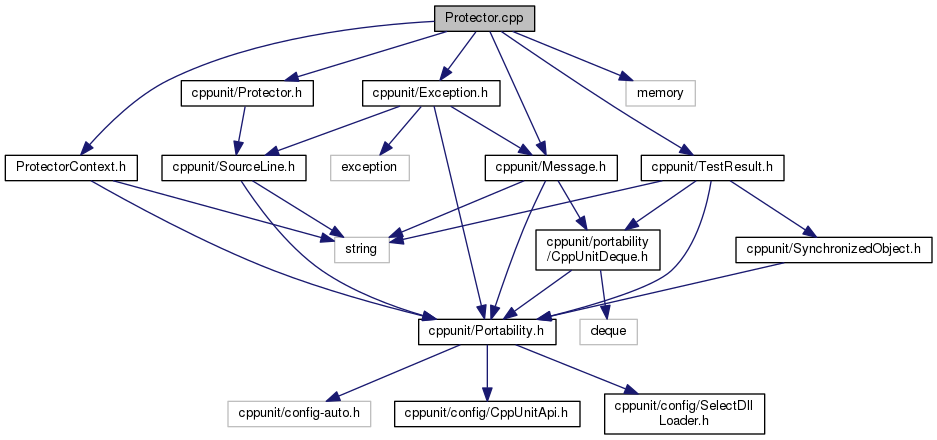 Protector.cpp
cppunit/Protector.h
cppunit/Exception.h
memory
ProtectorContext.h
cppunit/SourceLine.h
exception
cppunit/Message.h
cppunit/TestResult.h
string
cppunit/portability
/CppUnitDeque.h
cppunit/SynchronizedObject.h
cppunit/Portability.h
deque
cppunit/config-auto.h
cppunit/config/CppUnitApi.h
cppunit/config/SelectDll
Loader.h